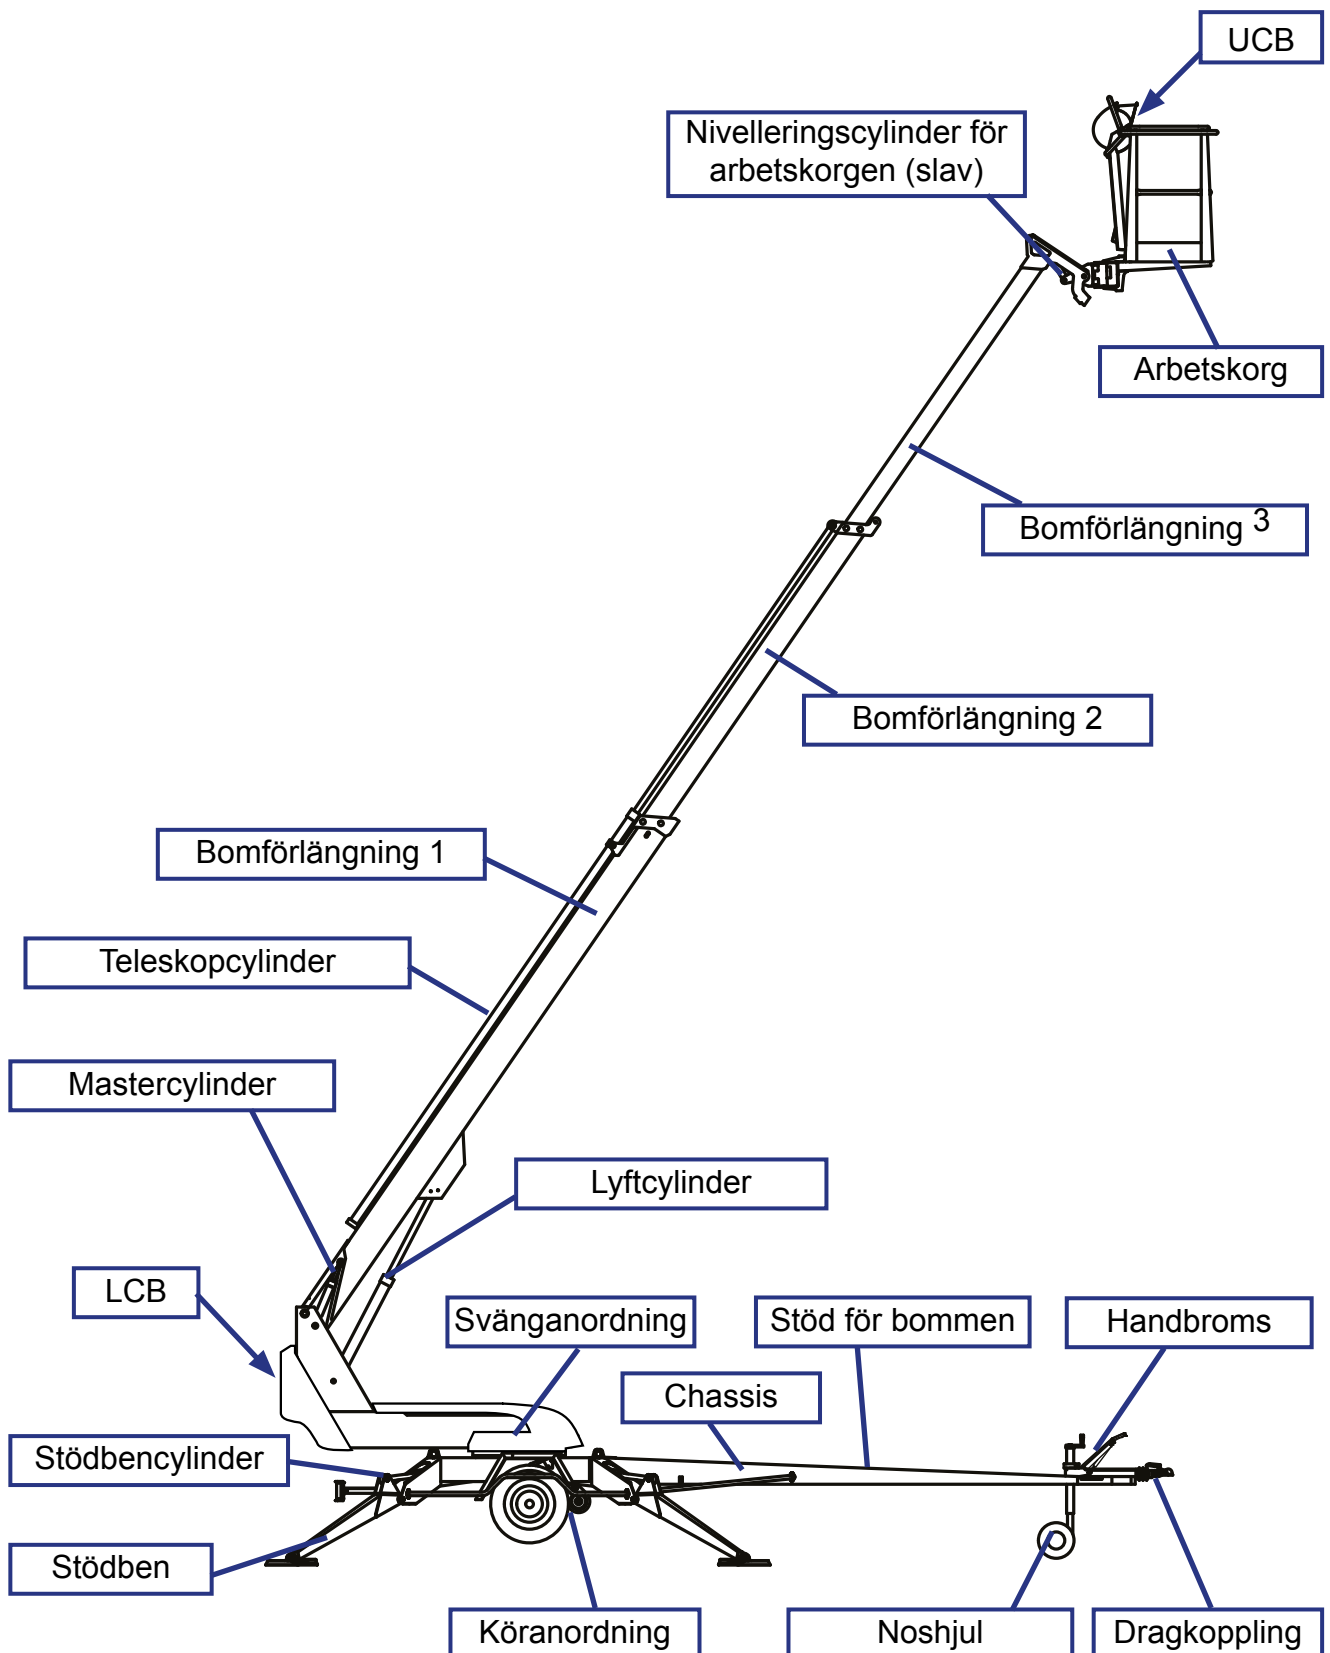 UCB
Nivelleringscylinder för
arbetskorgen (slav)
Arbetskorg
Bomförlängning 3
Bomförlängning 2
Bomförlängning 1
Teleskopcylinder
Mastercylinder
Lyftcylinder
LCB
Svänganordning
Stöd för bommen
Handbroms
Chassis
Stödbencylinder
Stödben
Köranordning
Noshjul
Dragkoppling